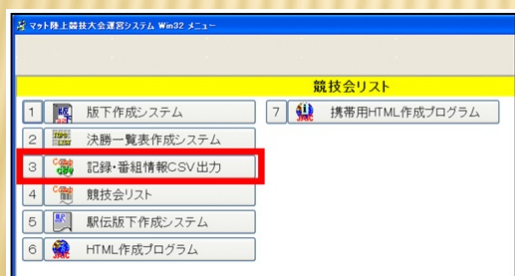 マット陸上競技大会運営システム Win32 メニュー
競技会リスト
1 版下作成システム
7 携帯用HTML作成プログラム
2 決勝一覧表作成システム
3 記録・番組情報CSV出力
4 競技会リスト
5 駅伝版下作成システム
6 HTML作成プログラム